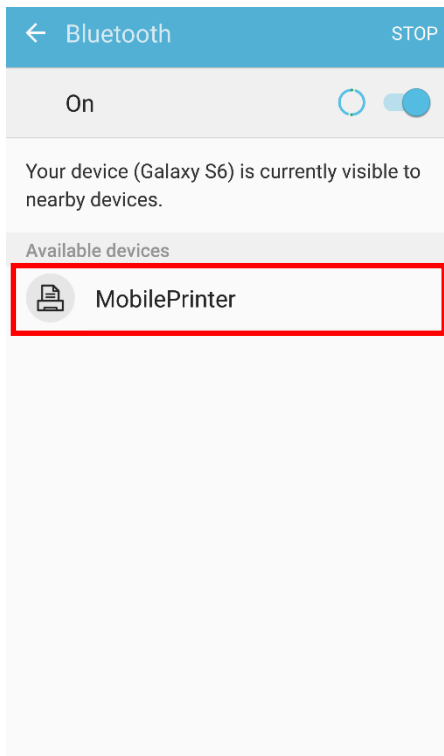 Bluetooth STOP
On
Your device (Galaxy S6) is currently visible to
nearby devices.
Available devices
MobilePrinter